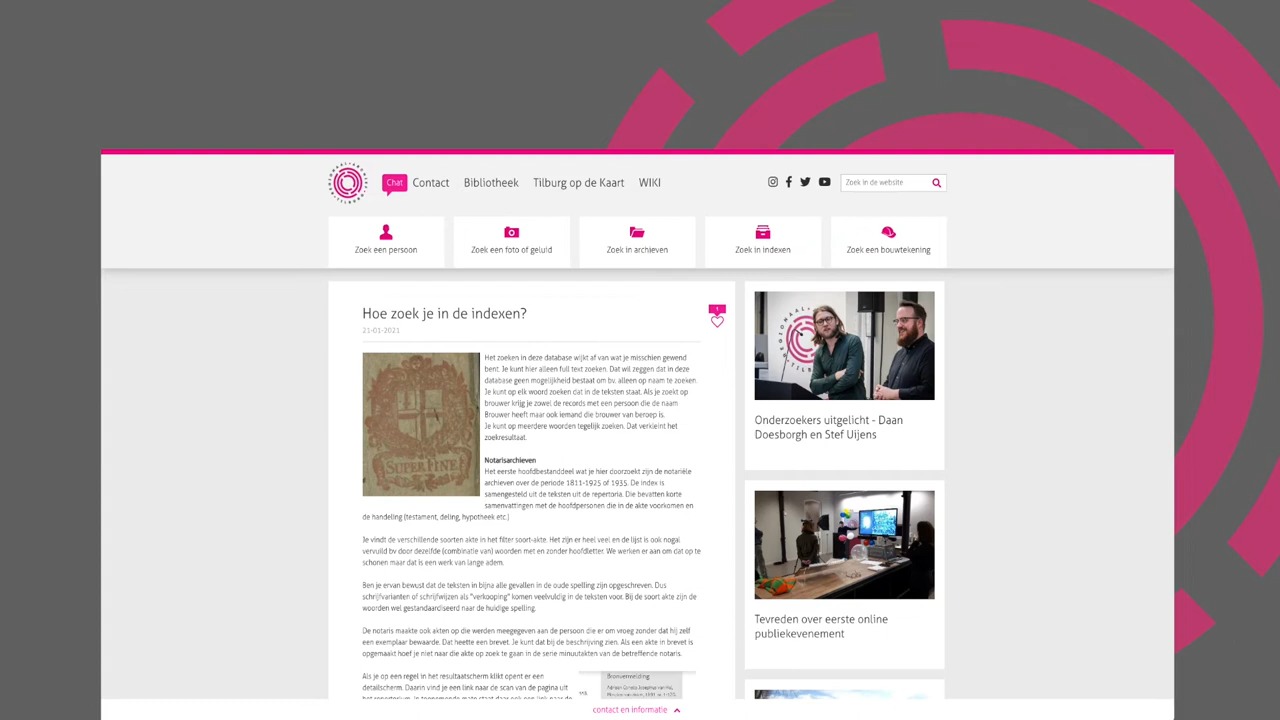 Chat
Contact
Bibliotheek
Tilburg op de Kaart
WIKI
Zoek in de website
Zoek een persoon
Zoek een foto of geluid
Zoek in archieven
Zoek in indexen
Zoek een bouwtekening
Hoe zoek je in de indexen?
1
21-01-2021
Het zoeken in deze database wijkt af van wat je misschien gewend
bent. Je kunt hier alleen full text zoeken. Dat wil zeggen dat in deze
database geen mogelijkheid bestaat om bv. alleen op naam te zoeken.
Je kunt op elk woord zoeken dat in de teksten staat. Als je zoekt op
brouwer krijg je zowel de records met een persoon die de naam
Brouwer heeft maar ook iemand die brouwer van beroep is.
Je kunt op meerdere woorden tegelijk zoeken. Dat verkleint het
zoekresultaat.
SUPER FINE
Notarisarchieven
Het eerste hoofdbestanddeel wat je hier doorzoekt zijn de notariële
archieven over de periode 1811-1925 of 1935. De index is
samengesteld uit de teksten uit de repertoria. Die bevatten korte
samenvattingen met de hoofdpersonen die in de akte voorkomen en
de handeling (testament, deling, hypotheek etc.)
Je vindt de verschillende soorten akte in het filter soort-akte. Het zijn er heel veel en de lijst is ook nogal
vervuild bv door dezelfde (combinatie van) woorden met en zonder hoofdletter. We werken er aan om dat op te
schonen maar dat is een werk van lange adem.
Ben je ervan bewust dat de teksten in bijna alle gevallen in de oude spelling zijn opgeschreven. Dus
schrijfvarianten of schrijfwijzen als "verkooping" komen veelvuldig in de teksten voor. Bij de soort akte zijn de
woorden wel gestandaardiseerd naar de huidige spelling.
De notaris maakte ook akten op die werden meegegeven aan de persoon die er om vroeg zonder dat hij zelf
een exemplaar bewaarde. Dat heette een brevet. Je kunt dat bij de beschrijving zien. Als een akte in brevet is
opgemaakt hoef je niet naar die akte op zoek te gaan in de serie minuutakten van de betreffende notaris.
Als je op een regel in het resultaatscherm klikt opent er een
detailscherm. Daarin vind je een link naar de scan van de pagina uit
Bronvermelding
Onderzoekers uitgelicht - Daan
Doesborgh en Stef Uijens
Tevreden over eerste online
publiekevenement
contact en informatie